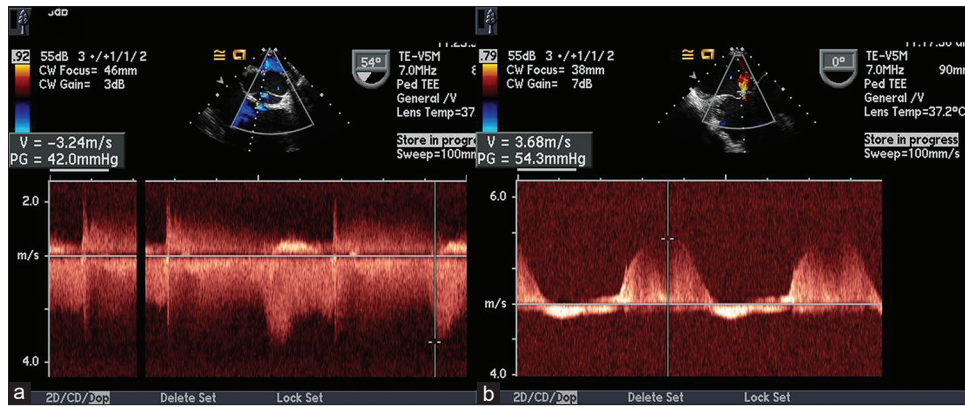 .92
55dB 3 +/+1/1/2
CW Focus= 46mm
CW Gain= 3dB
54°
TE-V5M
7.0MHz
Ped TEE
General /V
Lens Temp=37.
Store in progre
Sweep=100mm
V = -3.24m/s
PG = 42.0mmHg
2.0
m/s
4.0
a
2D/CD/Dop
Delete Set
Lock Set
.79
55dB 3 +/+1/1/2
CW Focus= 38mm
CW Gain= 7dB
0°
TE-V5M
7.0MHz
90mm
Ped TEE
General /V
Lens Temp=37.2°C
Store in progress
Sweep=100mm/s
V = 3.68m/s
PG = 54.3mmHg
6.0
m/s
4.0
b
2D/CD/Dop
Delete Set
Lock Set